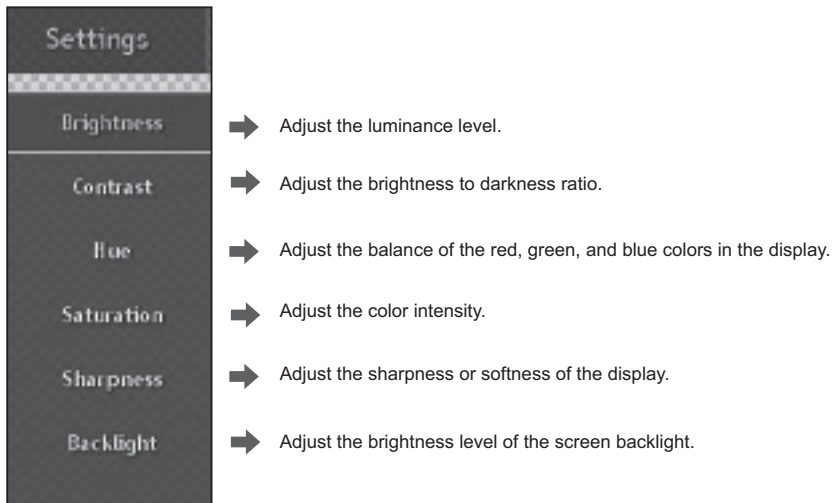 Settings
Brightness
Adjust the luminance level.
Contrast
Adjust the brightness to darkness ratio.
Hue
Adjust the balance of the red, green, and blue colors in the display.
Saturation
Adjust the color intensity.
Sharpness
Adjust the sharpness or softness of the display.
Backlight
Adjust the brightness level of the screen backlight.